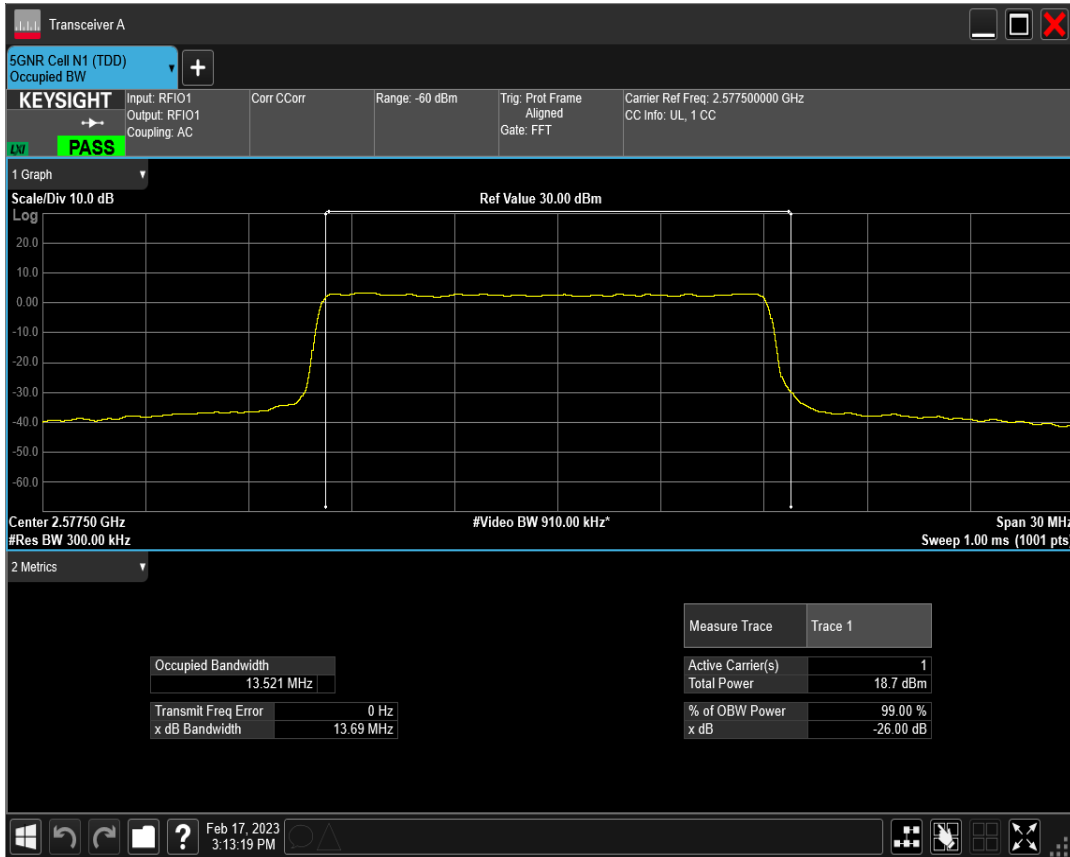 Transceiver A
5GNR Cell N1 (TDD)
Occupied BW
+
KEYSIGHT
LXI
PASS
Input: RFIO1
Output: RFIO1
Coupling: AC
Corr CCorr
Range: -60 dBm
Trig: Prot Frame
Aligned
Gate: FFT
Carrier Ref Freq: 2.577500000 GHz
CC Info: UL, 1 CC
1 Graph
Scale/Div 10.0 dB
Ref Value 30.00 dBm
Log
20.0
10.0
0.00
-10.0
-20.0
-30.0
-40.0
-50.0
-60.0
Center 2.57750 GHz
#Video BW 910.00 kHz*
Span 30 MHz
#Res BW 300.00 kHz
Sweep 1.00 ms (1001 pts)
2 Metrics
Measure Trace Trace 1
Occupied Bandwidth
13.521 MHz
Active Carrier(s) 1
Total Power 18.7 dBm
Transmit Freq Error 0 Hz
x dB Bandwidth 13.69 MHz
% of OBW Power 99.00 %
x dB -26.00 dB
?
Feb 17, 2023
3:13:19 PM